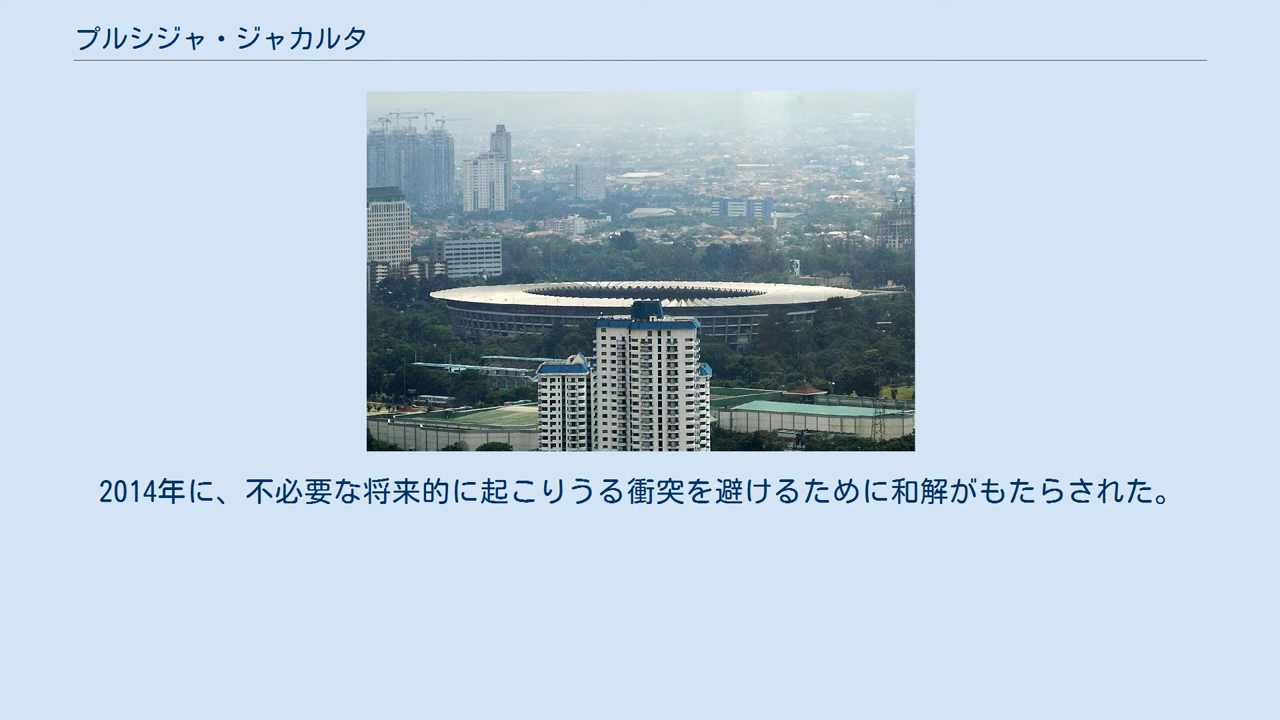 プルシジャ・ジャカルタ
2014年に、不必要な将来的に起こりうる衝突を避けるために和解がもたらされた。